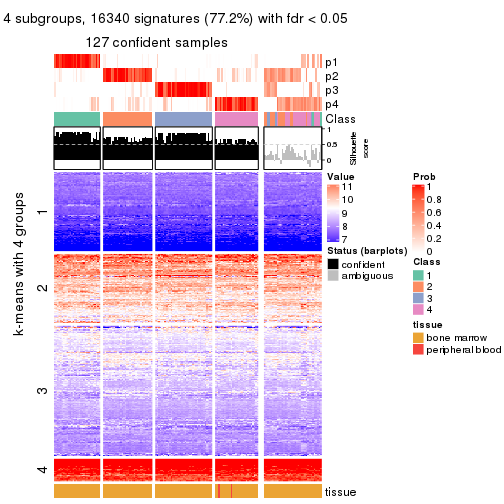 4 subgroups, 16340 signatures (77.2%) with fdr < 0.05
127 confident samples
p1
p2
p3
p4
Class
1
0.5
0
Silhouette
score
k-means with 4 groups
1
2
3
4
tissue
Value
11
10
9
8
7
Status (barplots)
confident
ambiguous
Prob
1
0.8
0.6
0.4
0.2
0
Class
1
2
3
4
tissue
bone marrow
peripheral blood